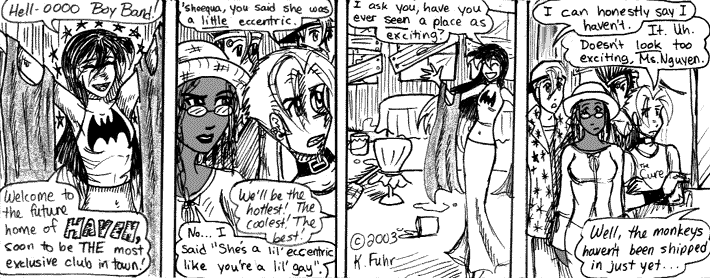 Hell-oooo Boy Band!
Welcome to
the future
home of HAVEN,
soon to be THE most
exclusive club in town!
'shaequa, you said she was
a little eccentric.
We'll be the
hottest! The
coolest! The
best!
No... I
said "She's a lil' eccentric
like you're a lil' gay".
I ask you, have you
ever seen a place as
exciting?
©2003
K. Fuhr
I can honestly say I
haven't.
It. Uh.
Doesn't look too
exciting, Ms. Nguyen.
The
Cure
Well, the monkeys
haven't been shipped
in just yet...